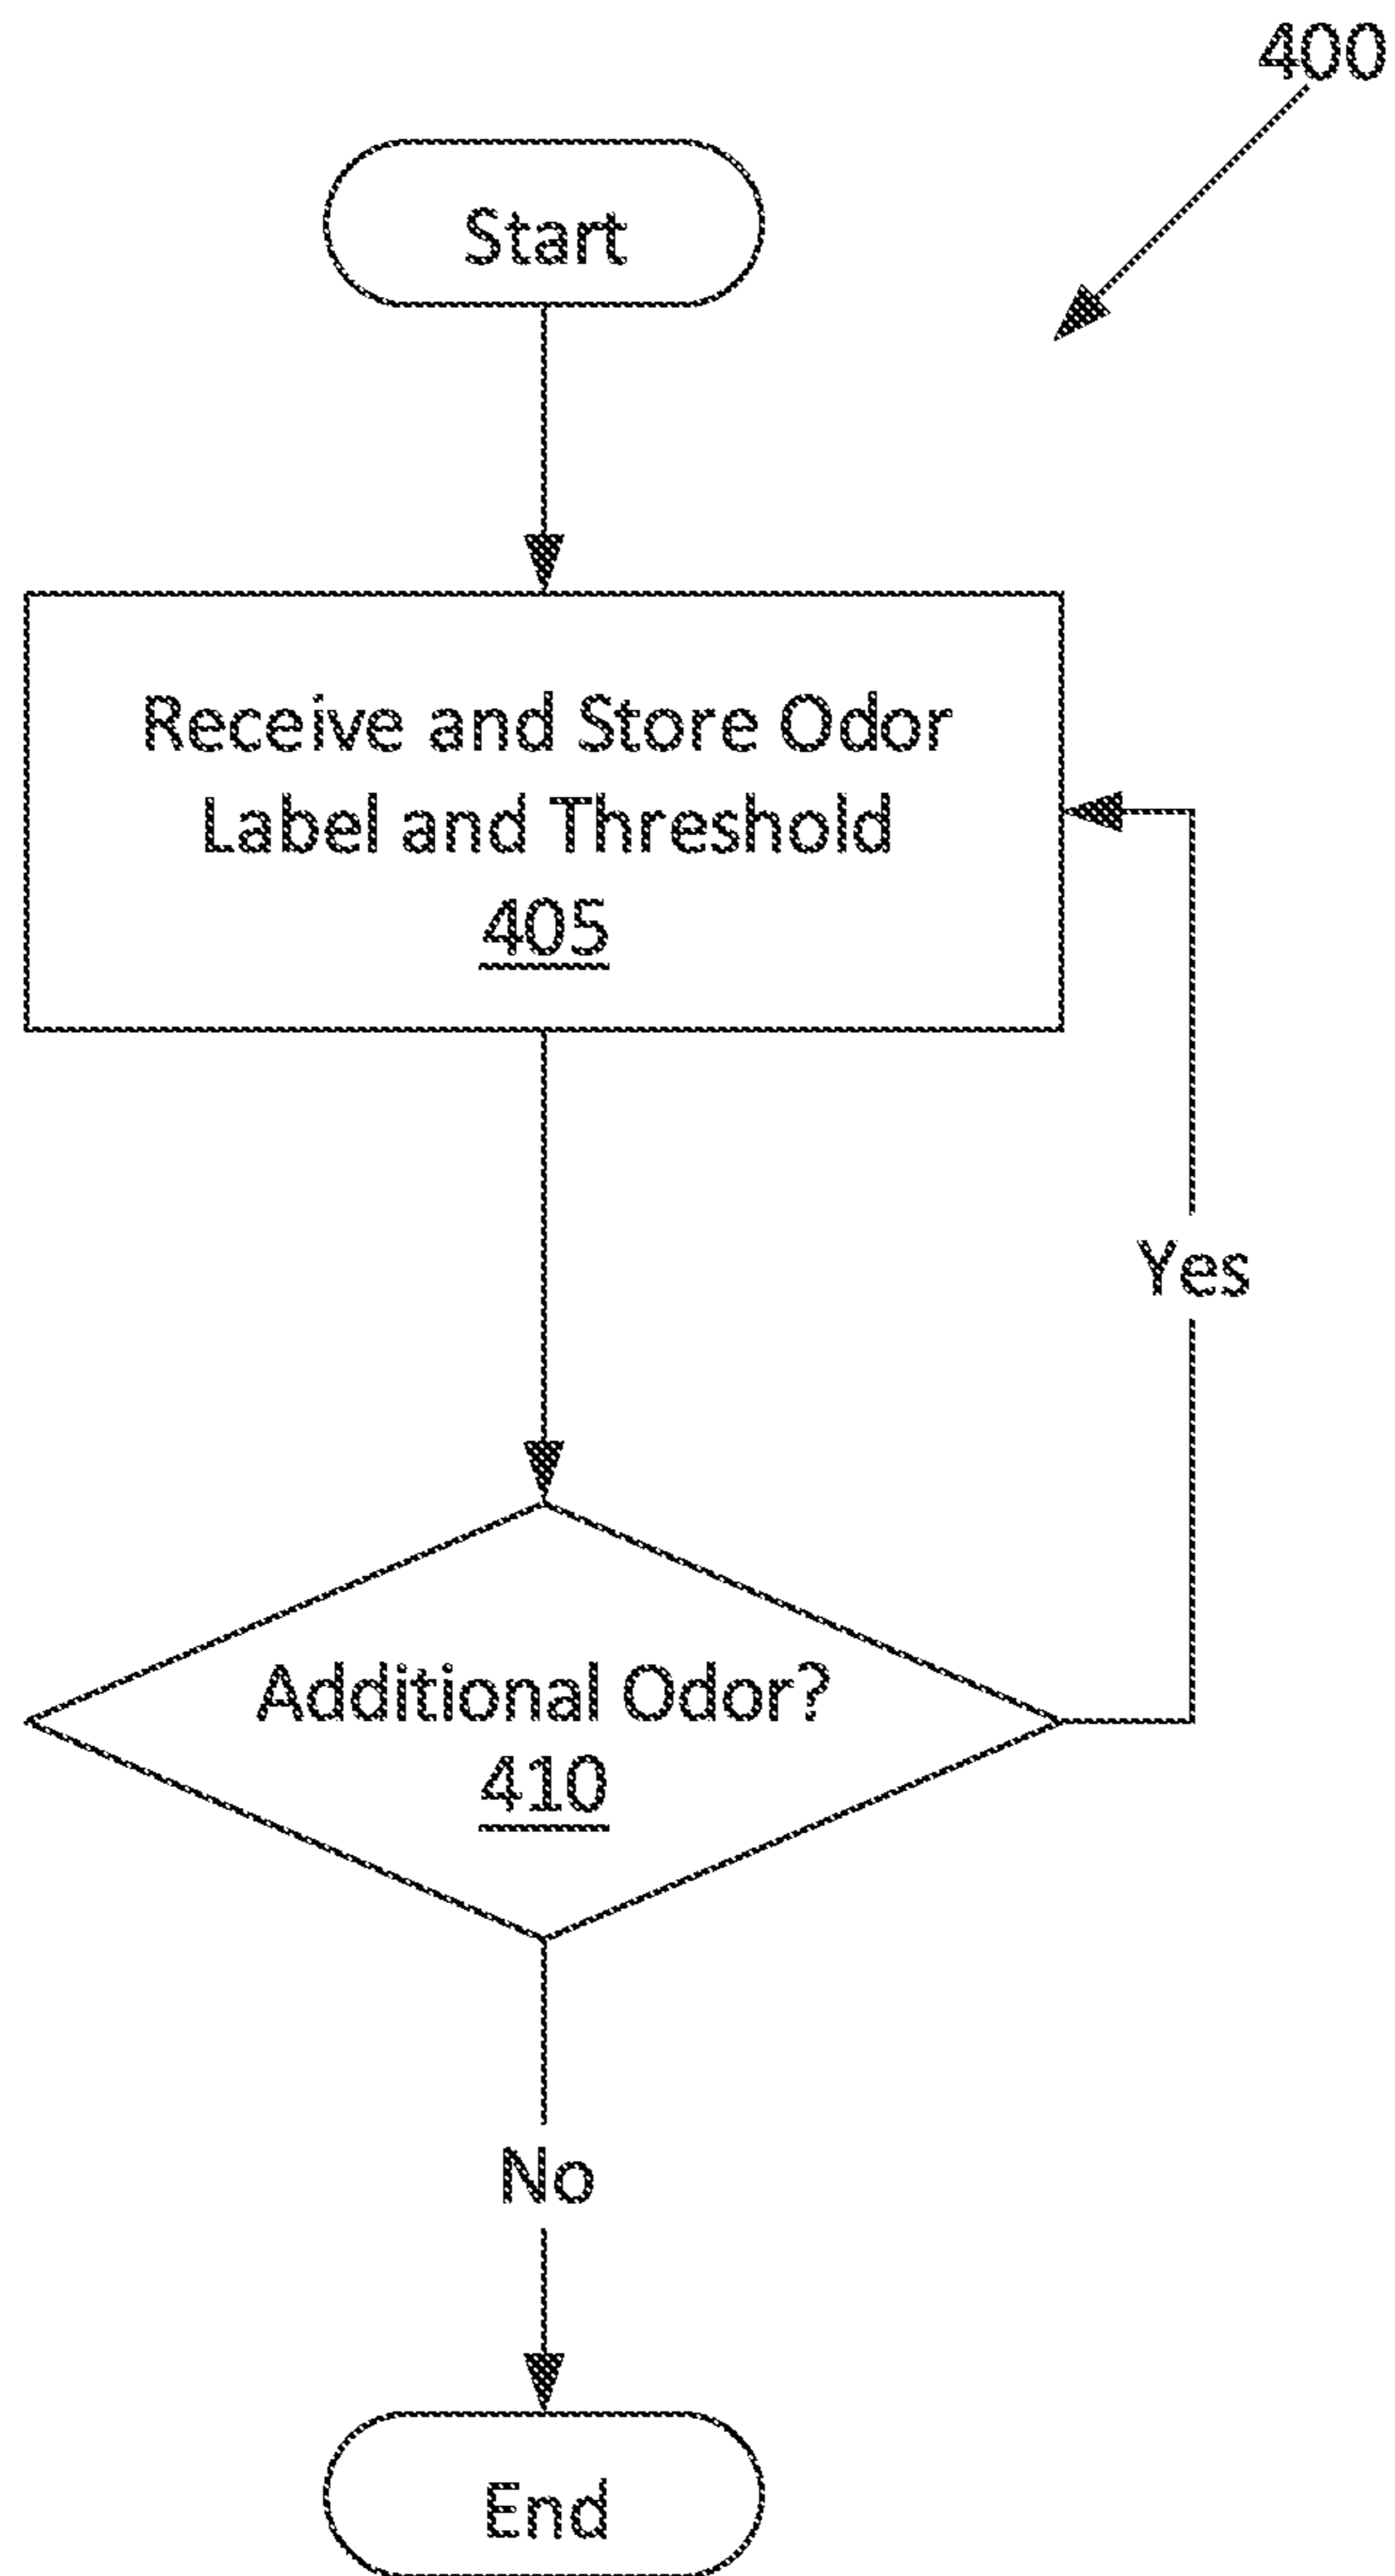 400
Start
Receive and Store Odor
Label and Threshold
405
Yes
Additional Odor?
410
No
End